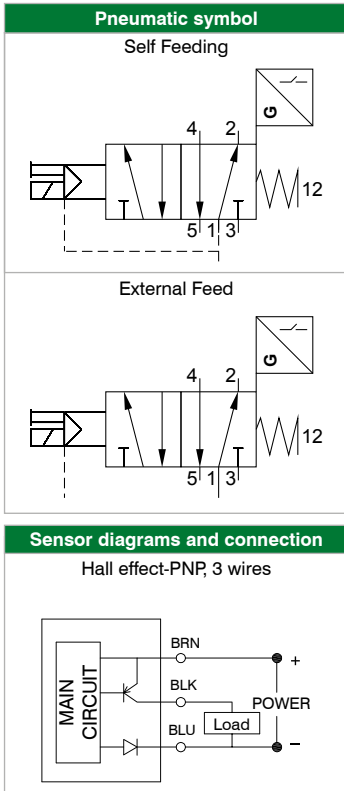 Pneumatic symbol
Self Feeding
G
4 2
12
5 1 3
External Feed
G
4 2
12
5 1 3
Sensor diagrams and connection
Hall effect-PNP, 3 wires
MAIN
CIRCUIT
BRN
+
BLK
POWER
Load
BLU
−